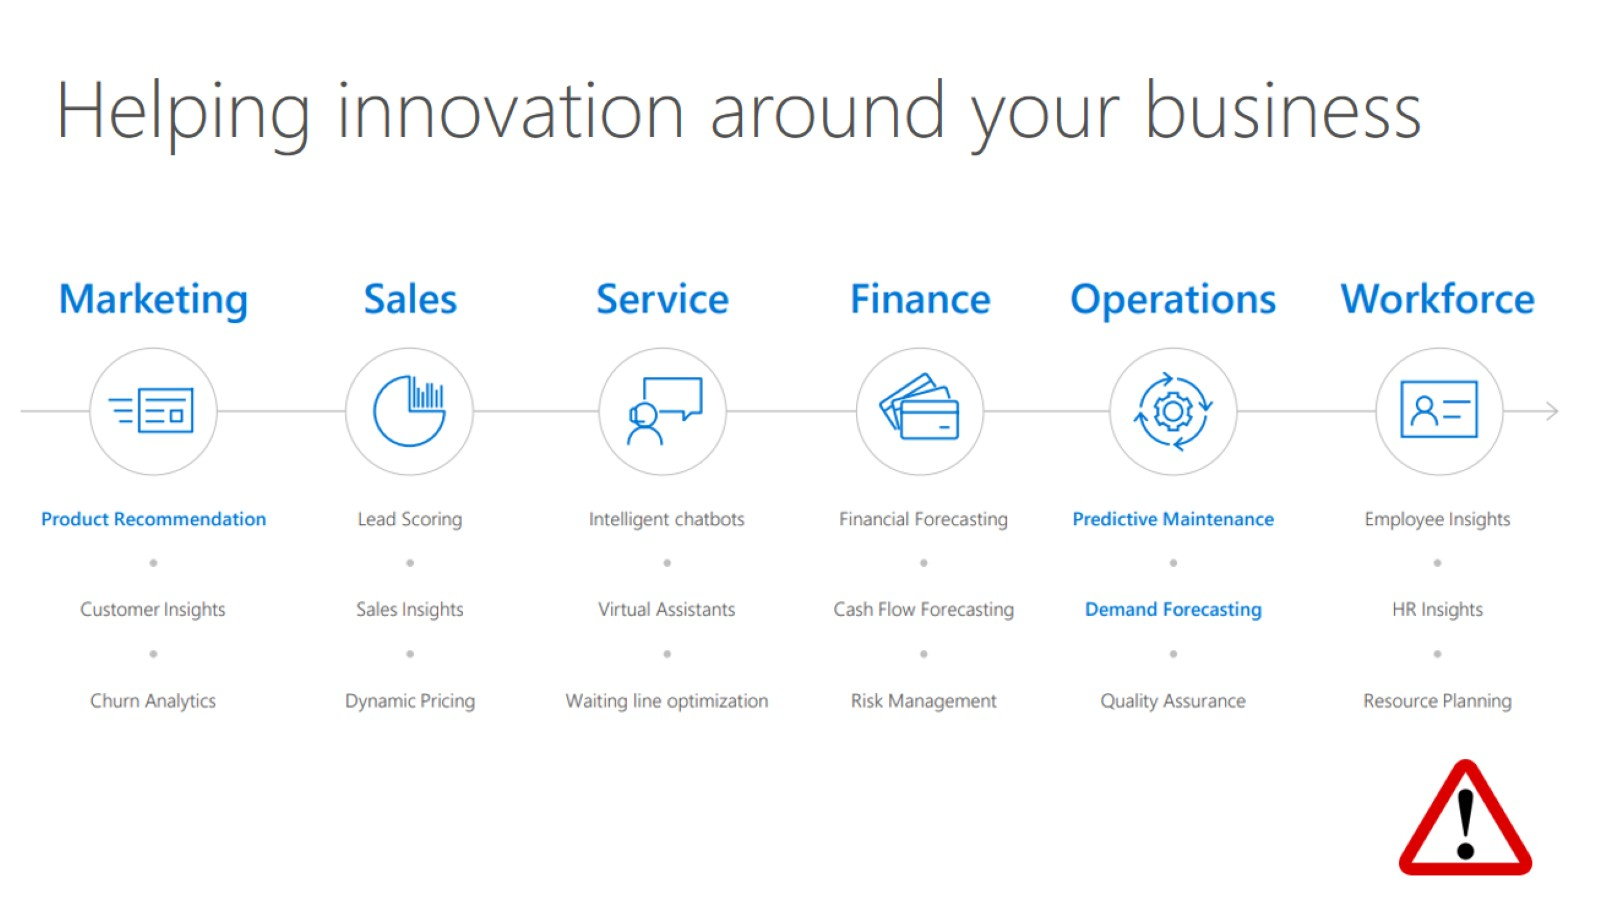 Helping innovation around your business
Marketing
Sales
Service
Finance
Operations
Workforce
Product Recommendation
Lead Scoring
Intelligent chatbots
Financial Forecasting
Predictive Maintenance
Employee Insights
Customer Insights
Sales Insights
Virtual Assistants
Cash Flow Forecasting
Demand Forecasting
HR Insights
Churn Analytics
Dynamic Pricing
Waiting line optimization
Risk Management
Quality Assurance
Resource Planning
!